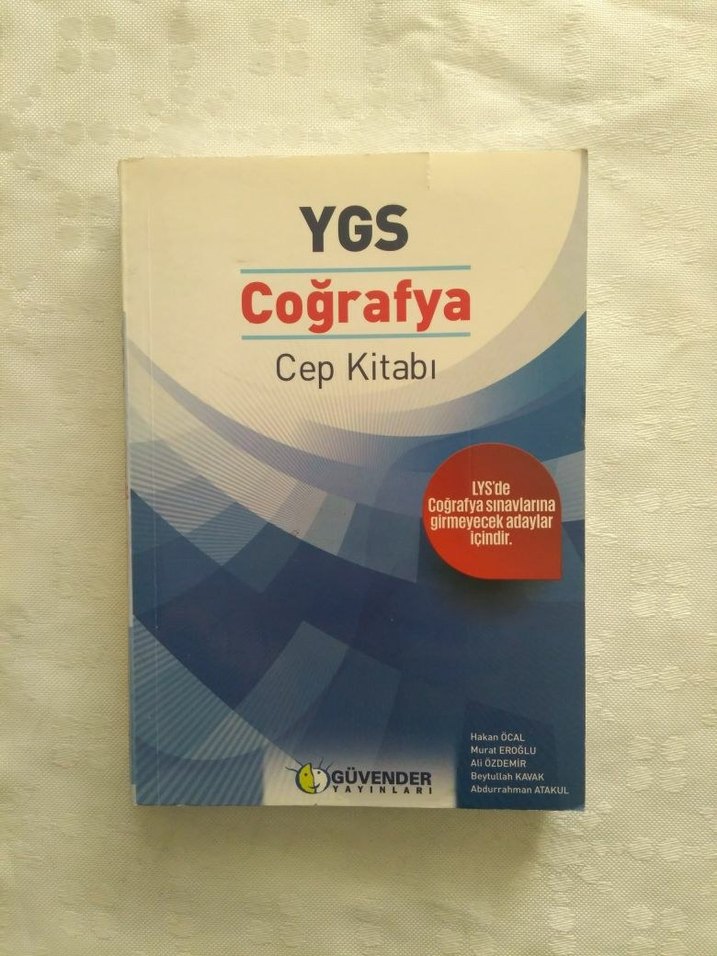 YGS
Coğrafya
Cep Kitabı
LYS'de
Coğrafya sınavlarına
girmeyecek adaylar
içindir.
Hakan ÖCAL
Murat EROĞLU
Ali ÖZDEMİR
Beytullah KAVAK
Abdurrahman ATAKUL
GÜVENDER
YAYINLARI